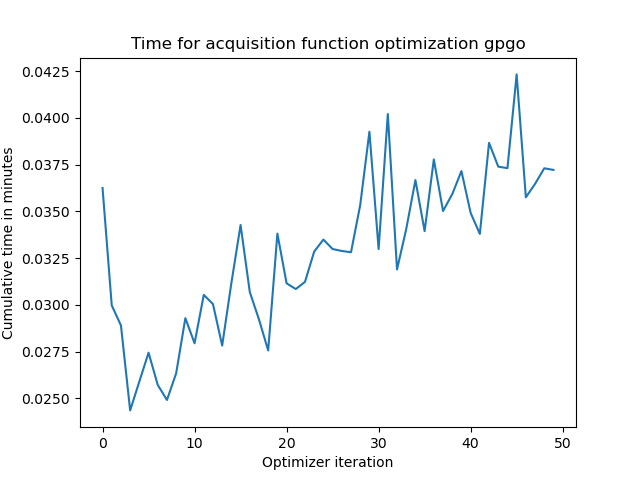 Time for acquisition function optimization gpgo
Cumulative time in minutes
0.0425
0.0400
0.0375
0.0350
0.0325
0.0300
0.0275
0.0250
0 10 20 30 40 50
Optimizer iteration